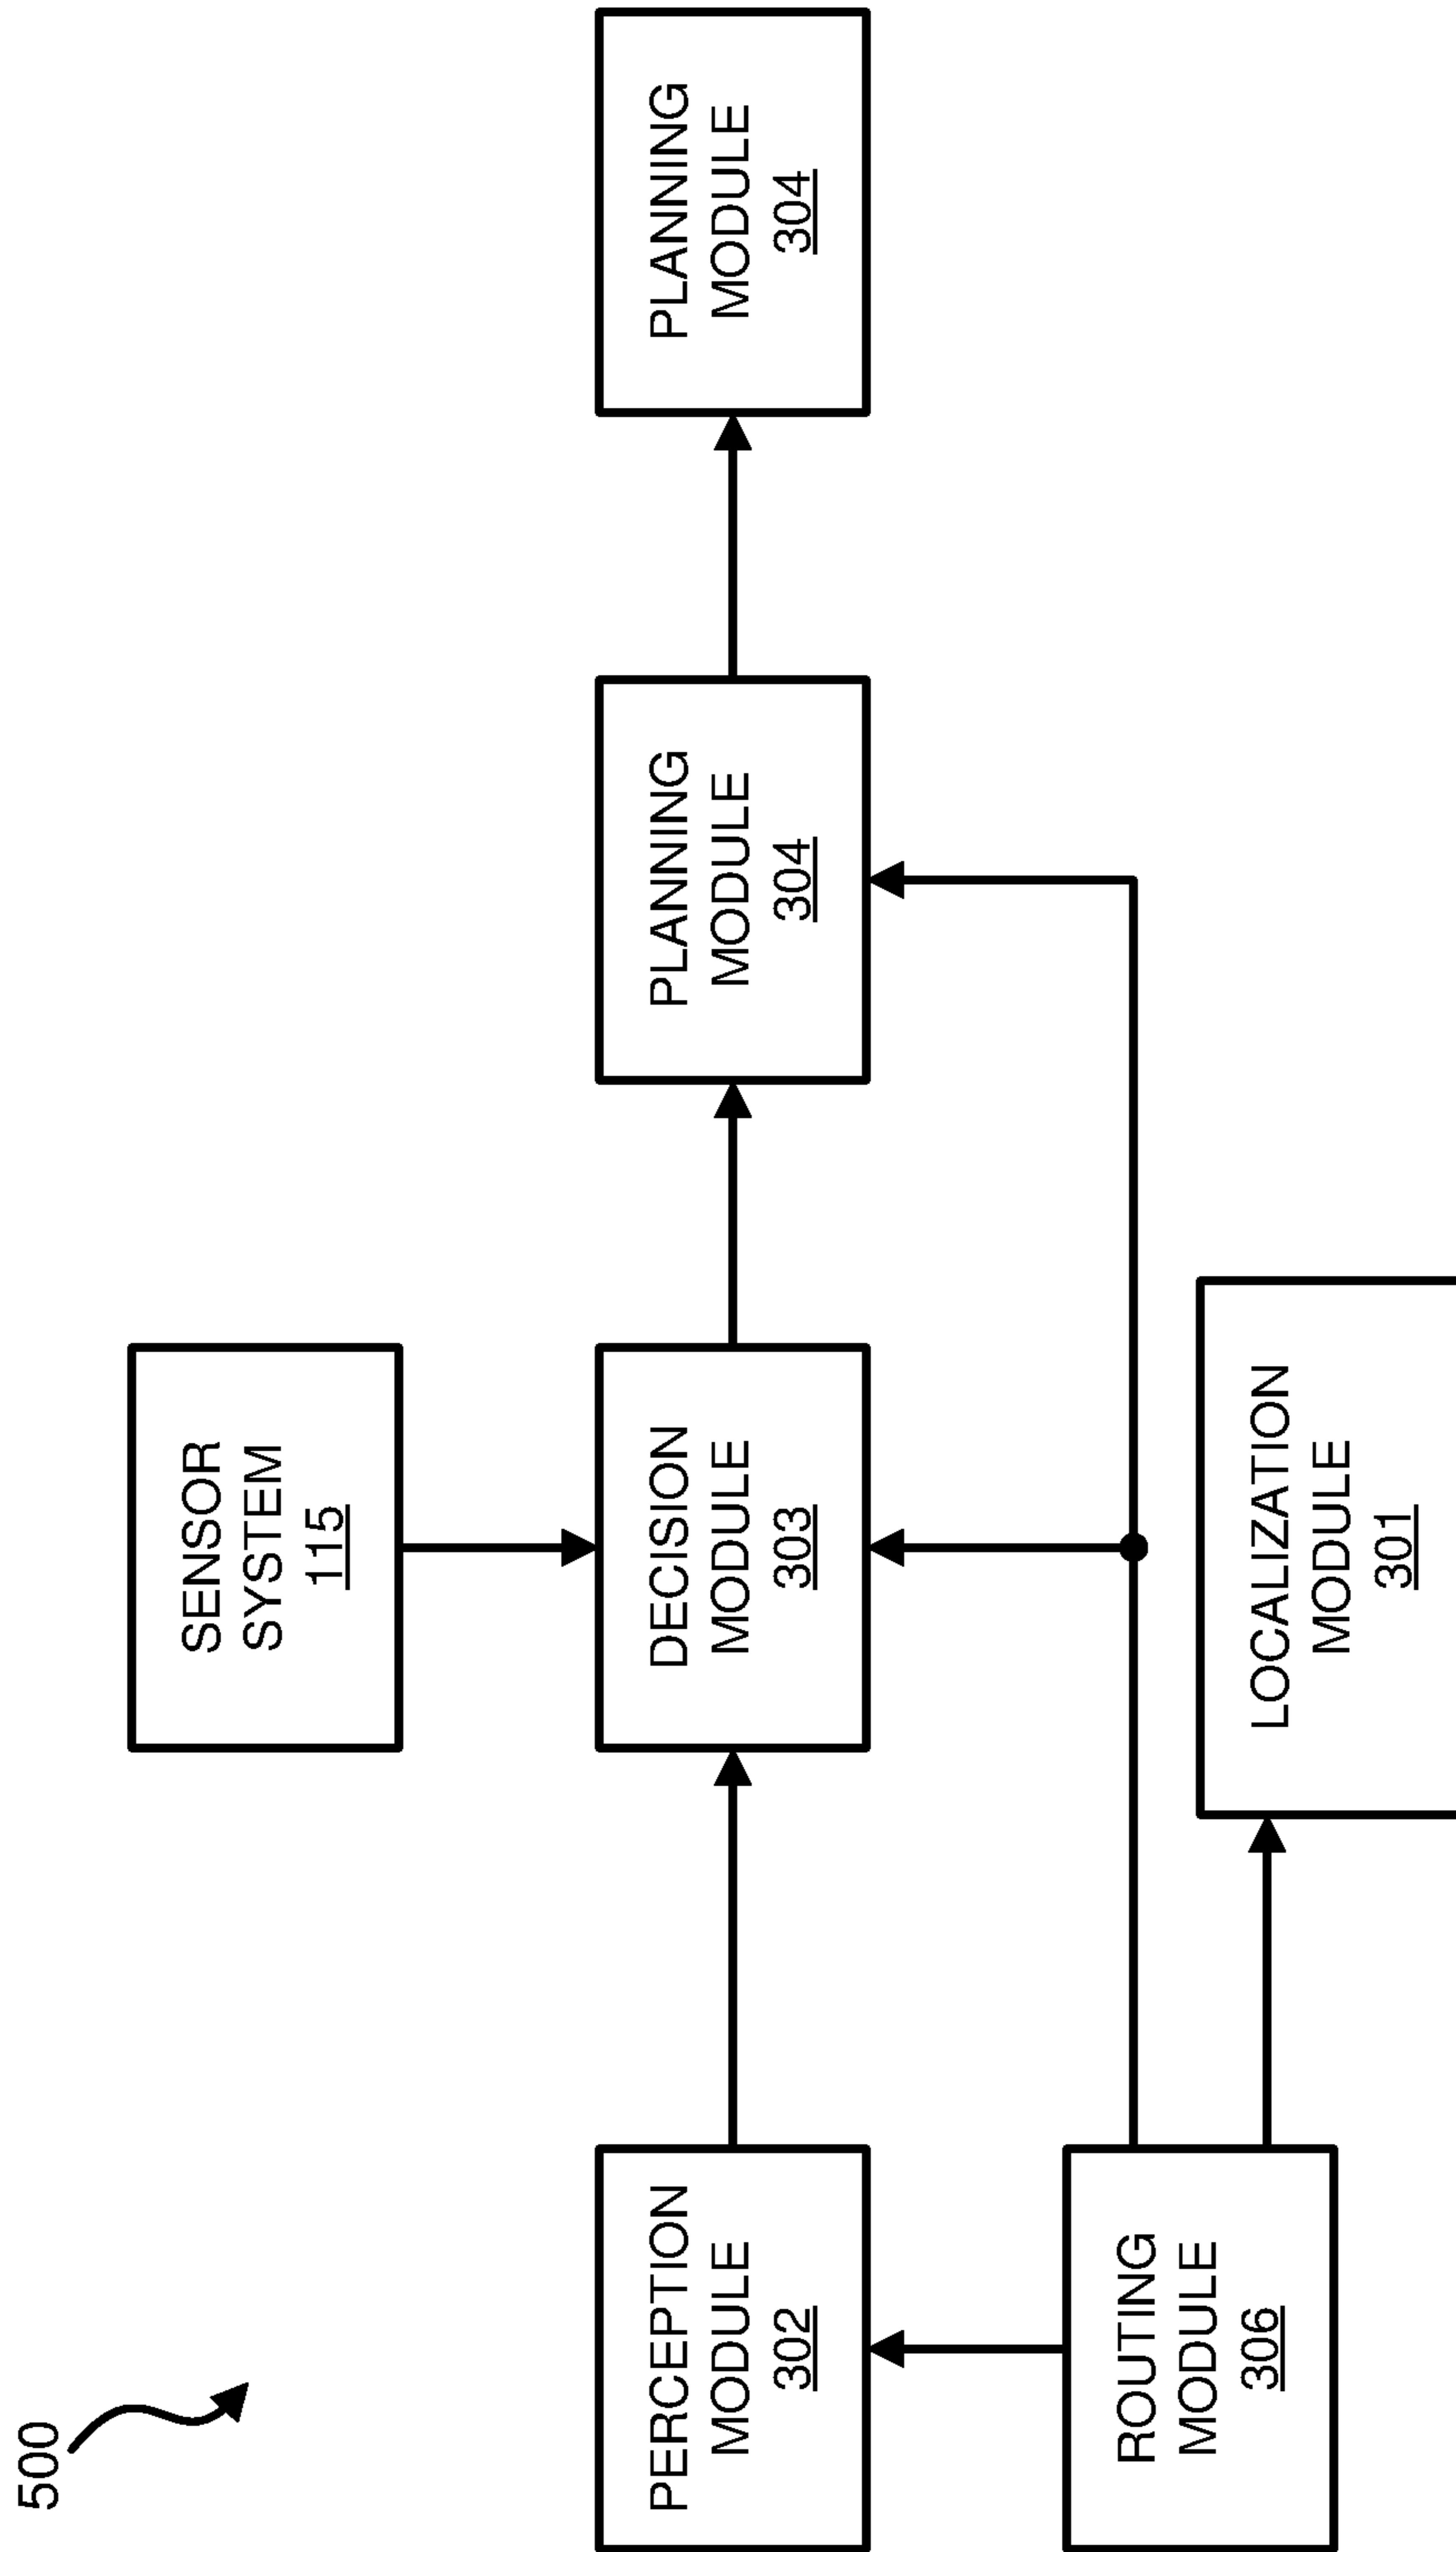 500
SENSOR
SYSTEM
115
PERCEPTION
MODULE
302
DECISION
MODULE
303
PLANNING
MODULE
304
PLANNING
MODULE
304
ROUTING
MODULE
306
LOCALIZATION
MODULE
301